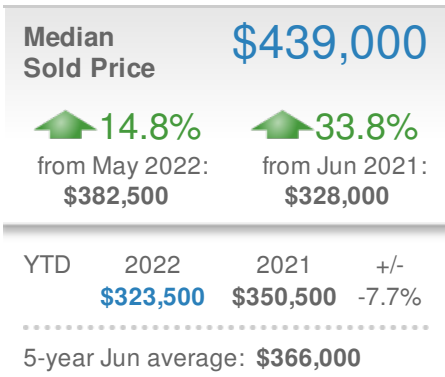 Median
Sold Price
$439,000
14.8%
33.8%
from May 2022:
from Jun 2021:
$382,500
$328,000
YTD 2022 2021 +/-
$323,500 $350,500 -7.7%
5-year Jun average: $366,000